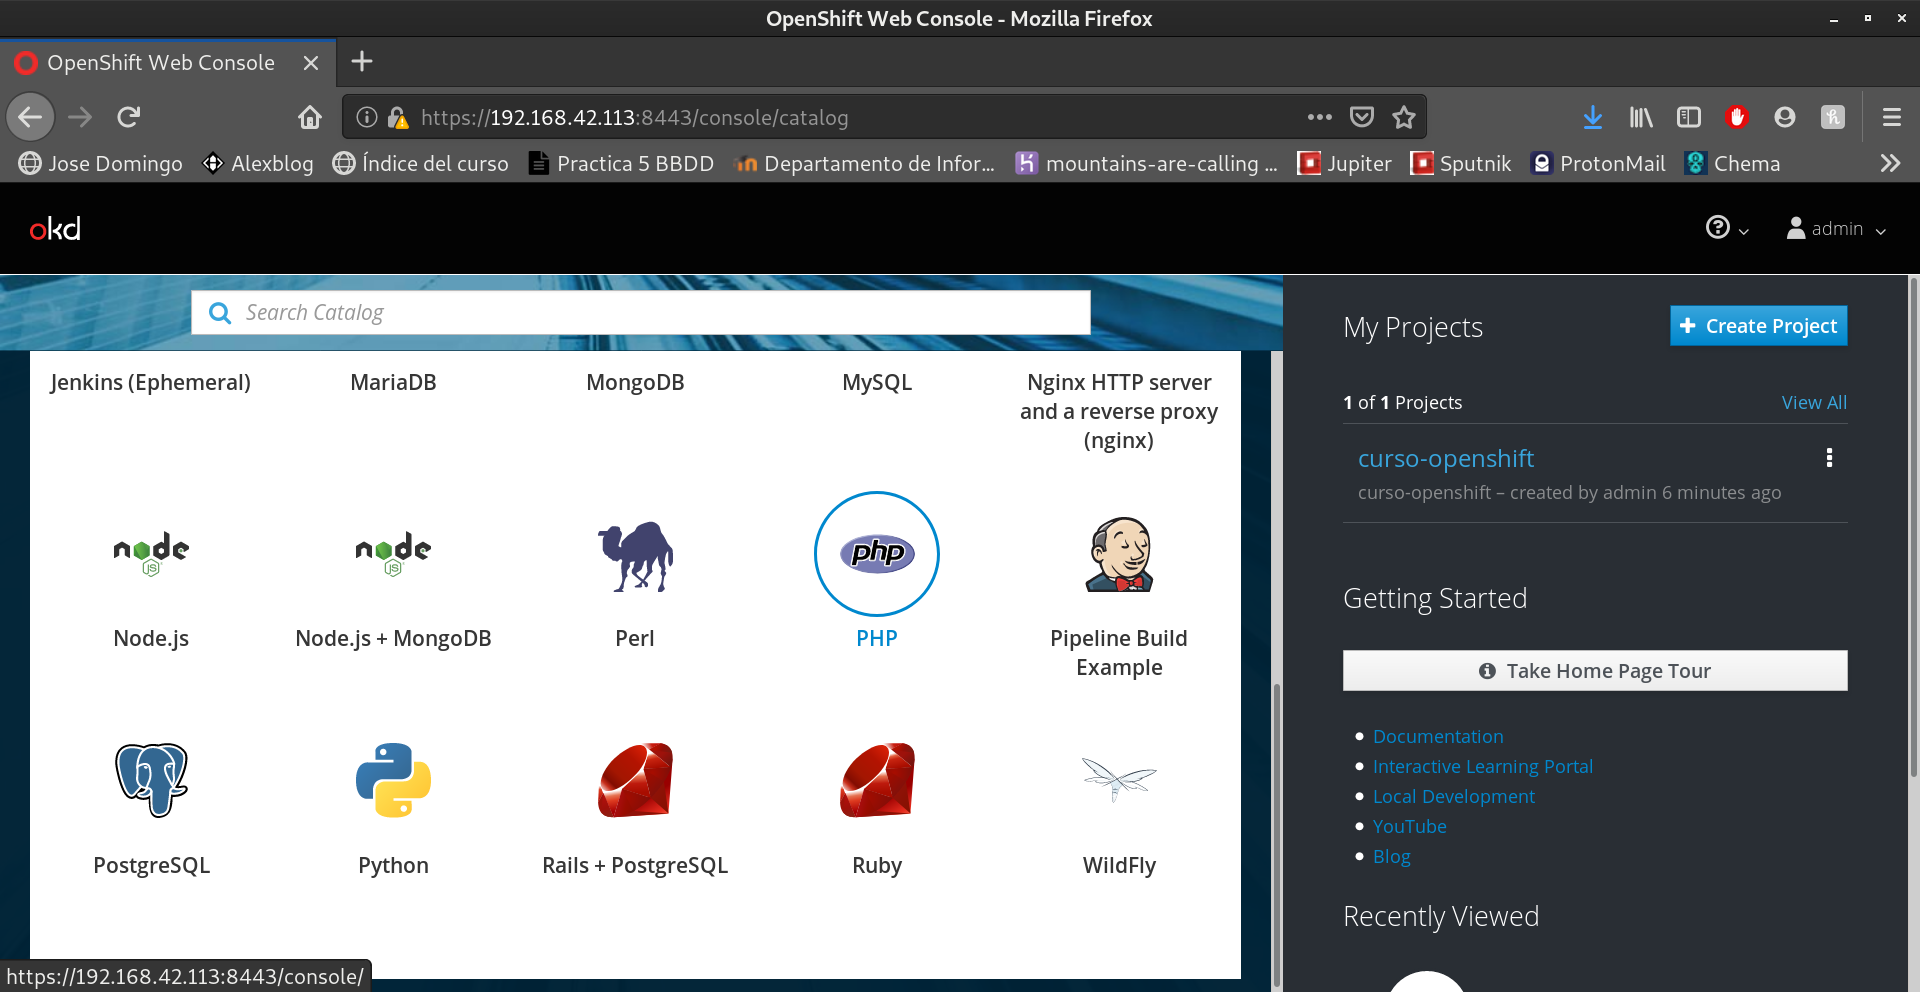 OpenShift Web Console - Mozilla Firefox
OpenShift Web Console
https://192.168.42.113:8443/console/catalog
Jose Domingo
Alexblog
Índice del curso
Practica 5 BBDD
Departamento de Infor...
mountains-are-calling ...
Jupiter
Sputnik
ProtonMail
Chema
okd
admin
Search Catalog
Jenkins (Ephemeral)
MariaDB
MongoDB
MySQL
Nginx HTTP server
and a reverse proxy
(nginx)
node
JS
node
JS
php
Node.js
Node.js + MongoDB
Perl
PHP
Pipeline Build
Example
PostgreSQL
Python
Rails + PostgreSQL
Ruby
WildFly
My Projects
Create Project
1 of 1 Projects
View All
curso-openshift
curso-openshift – created by admin 6 minutes ago
Getting Started
Take Home Page Tour
Documentation
Interactive Learning Portal
Local Development
YouTube
Blog
Recently Viewed
https://192.168.42.113:8443/console/